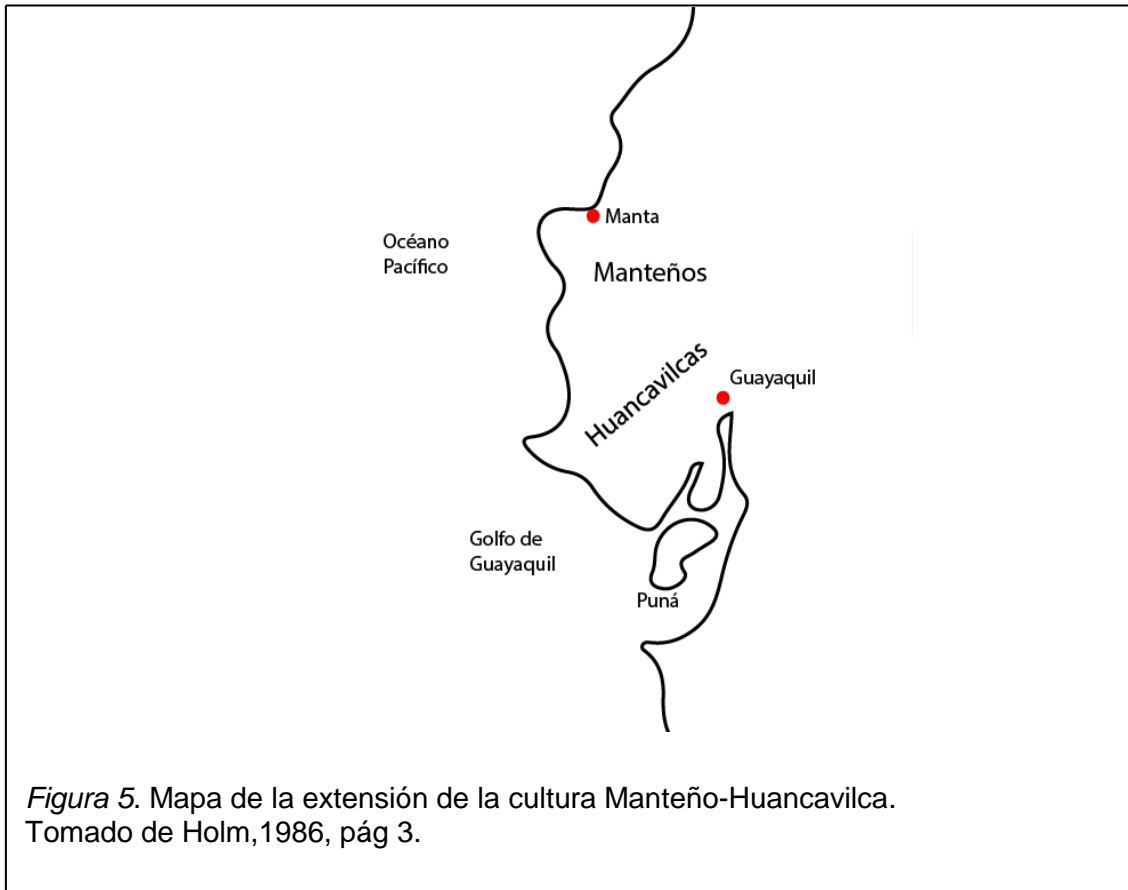 Manta
Océano
Pacífico
Manteños
Huancavilcas
Guayaquil
Golfo de
Guayaquil
Puná
Figura 5. Mapa de la extensión de la cultura Manteño-Huancavilca.
Tomado de Holm,1986, pág 3.